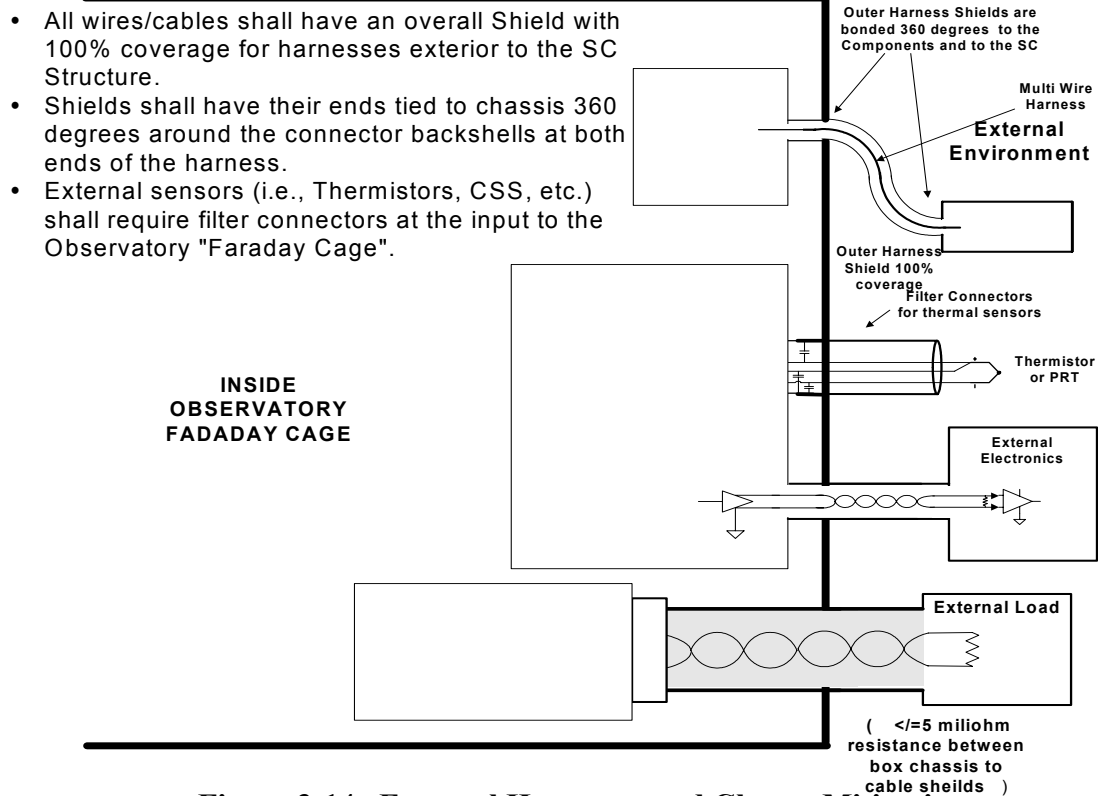 • All wires/cables shall have an overall Shield with
100% coverage for harnesses exterior to the SC
Structure.
• Shields shall have their ends tied to chassis 360
degrees around the connector backshells at both
ends of the harness.
• External sensors (i.e., Thermistors, CSS, etc.)
shall require filter connectors at the input to the
Observatory "Faraday Cage".
Outer Harness Shields are
bonded 360 degrees to the
Components and to the SC
Multi Wire
Harness
External
Environment
Outer Harness
Shield 100%
coverage
Filter Connectors
for thermal sensors
Thermistor
or PRT
INSIDE
OBSERVATORY
FADADAY CAGE
External
Electronics
External Load
( </=5 miliohm
resistance between
box chassis to
cable sheilds )